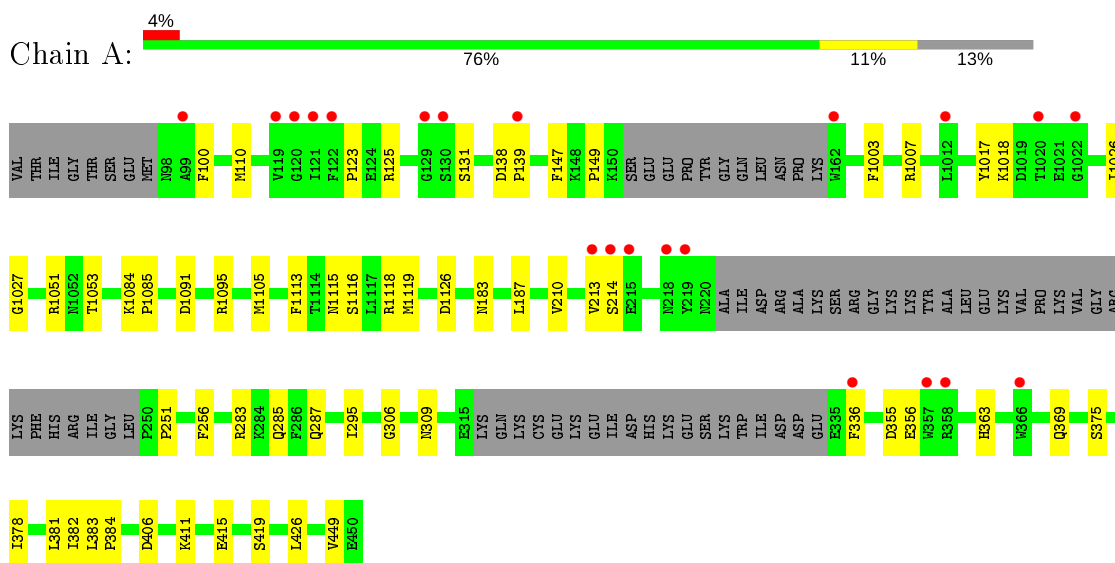 4%
Chain A:
76% 11% 13%
VAL THR ILE GLY THR SER GLU MET N98 A99 F100 M110 V119 G120 I121 F122 P123 E124 R125 G129 S130 S131 D138 P139 F147 K148 P149 K150 SER GLU GLU PRO TYR GLY GLN LEU ASN PRO LYS W162 F1003 R1007 L1012 Y1017 K1018 D1019 T1020 E1021 G1022 I1026
G1027 R1051 N1052 T1053 K1084 P1085 D1091 R1095 M1105 F1113 T1114 N1115 S1116 L1117 R1118 M1119 D1126 N183 L187 V210 V213 S214 E215 N218 Y219 N220 ALA ILE ASP ARG ALA LYS SER ARG GLY LYS LYS TYR ALA LEU GLU LYS VAL PRO LYS VAL GLY ARG
LYS PHE HIS ARG ILE GLY LEU P250 P251 F256 R283 K284 Q285 F286 Q287 I295 G306 N309 E315 LYS GLN LYS CYS GLU LYS GLU ILE ASP HIS LYS GLU SER LYS TRP ILE ASP ASP GLU E335 F336 D355 E356 W357 R358 H363 W366 Q369 S375
I378 L381 I382 L383 P384 D406 K411 E415 S419 L426 V449 E450